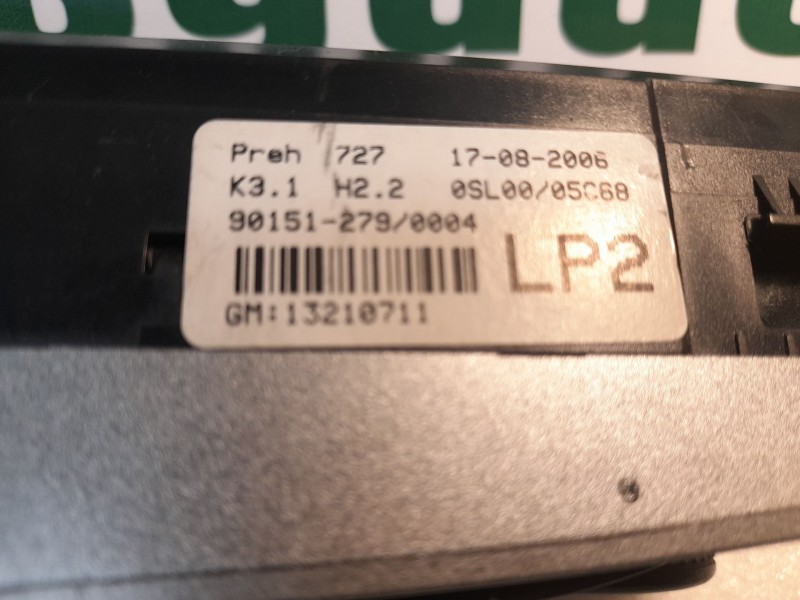 Preh 727 17-08-2006
K3.1 H2.2 0SL00/05C68
90151-279/0004
LP2
GM:13210711